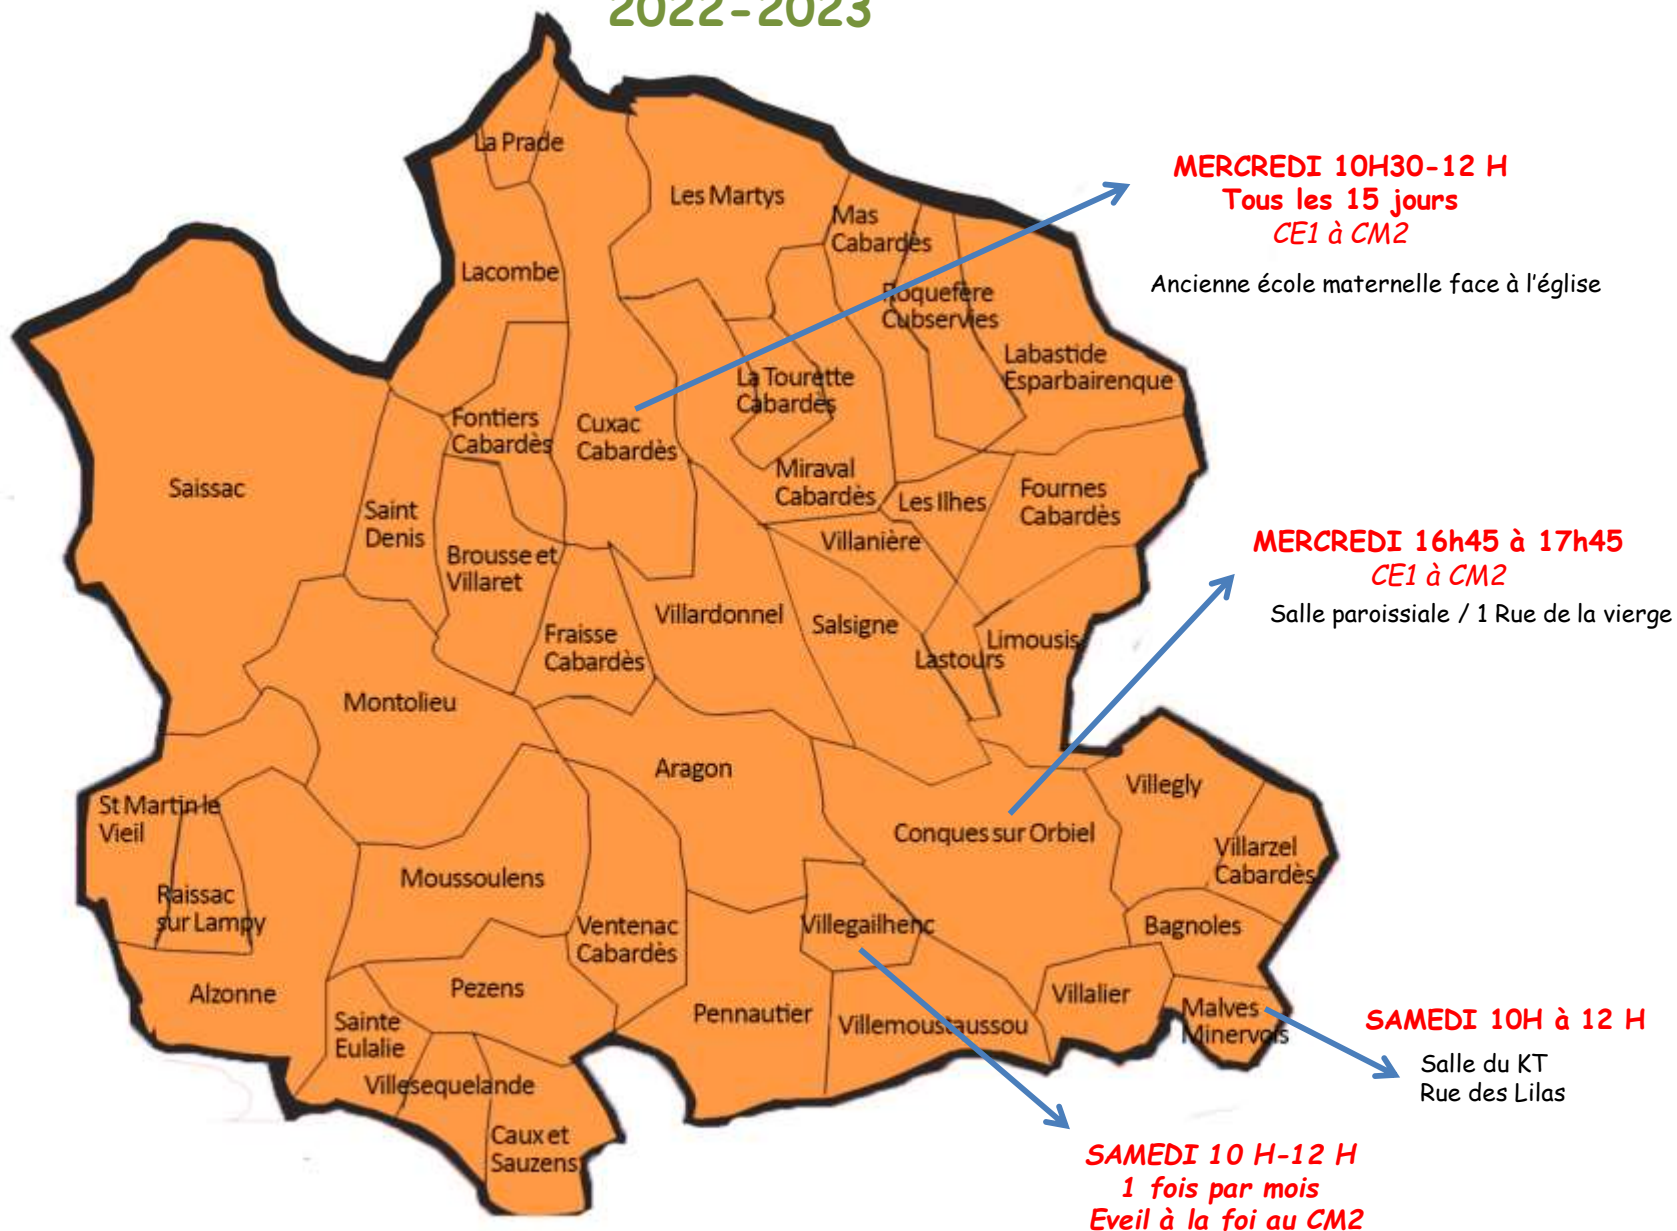 2022-2023
La Prade
Les Martys
MERCREDI 10H30-12 H
Tous les 15 jours
CE1 à CM2
Ancienne école maternelle face à l'église
Mas
Cabardès
Lacombe
Roquefère
Cubservies
Labastide
Esparbairenque
La Tourette
Cabardès
Fontiers
Cabardès
Cuxac
Cabardès
Saissac
Miraval
Cabardès
Les Ilhes
Fournes
Cabardès
Saint
Denis
Villanière
Brousse et
Villaret
MERCREDI 16h45 à 17h45
CE1 à CM2
Salle paroissiale / 1 Rue de la vierge
Villardonnel
Salsigne
Fraisse
Cabardès
Limousis
Lastours
Montolieu
Aragon
Villegly
St Martin le
Vieil
Conques sur Orbiel
Villarzel
Cabardès
Moussoulens
Raissac
sur Lampy
Ventenac
Cabardès
Villegailhenc
Bagnoles
Alzonne
Pezens
Villalier
Pennautier
Villemoustaussou
Malves
Minervois
Sainte
Eulalie
SAMEDI 10H à 12 H
Salle du KT
Rue des Lilas
Villesequelande
Caux et
Sauzens
SAMEDI 10 H-12 H
1 fois par mois
Eveil à la foi au CM2